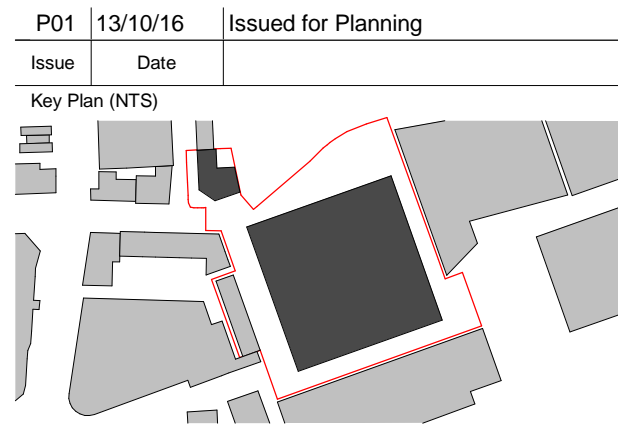 P01 13/10/16 Issued for Planning
Issue Date
Key Plan (NTS)